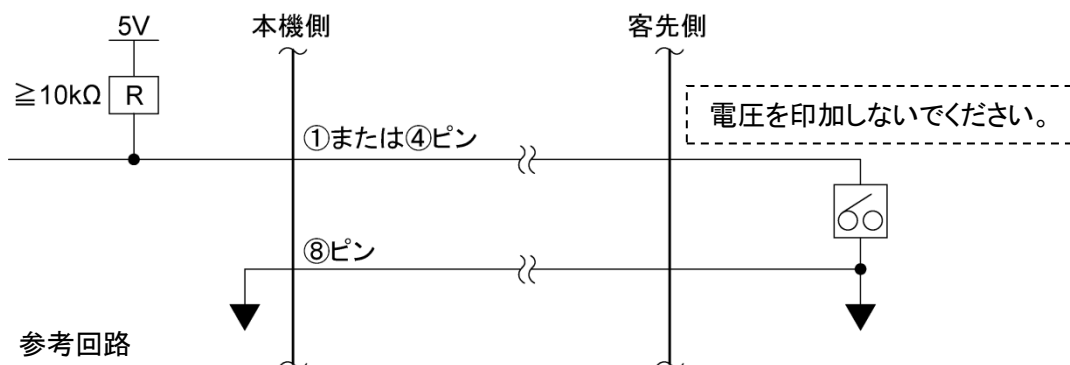 5V
本機側
客先側
≧10kΩ
R
電圧を印加しないでください。
①または④ピン
⑧ピン
参考回路